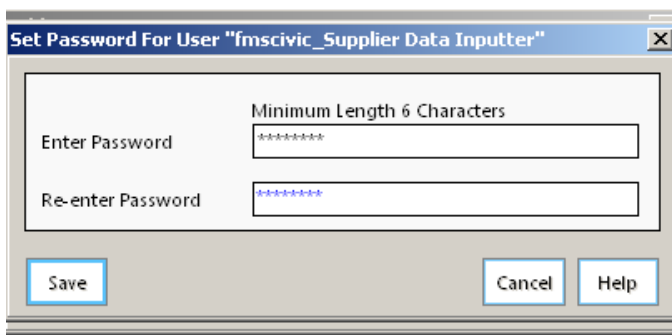 Set Password For User "fmscivic_Supplier Data Inputter"
Minimum Length 6 Characters
Enter Password ********
Re-enter Password ********
Save Cancel Help